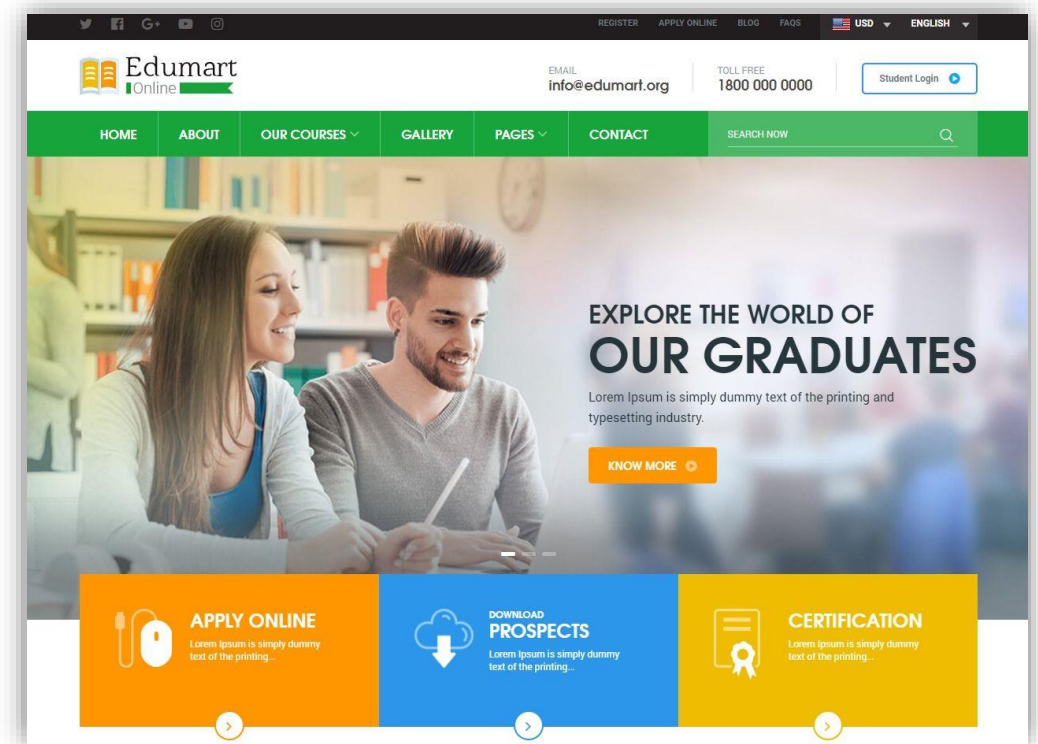 REGISTER APPLY ONLINE BLOG FAQS USD ENGLISH
Edumart
Online
EMAIL
info@edumart.org
TOLL FREE
1800 000 0000
Student Login
HOME ABOUT OUR COURSES GALLERY PAGES CONTACT SEARCH NOW
EXPLORE THE WORLD OF
OUR GRADUATES
Lorem Ipsum is simply dummy text of the printing and
typesetting industry.
KNOW MORE
APPLY ONLINE
Lorem Ipsum is simply dummy
text of the printing...
DOWNLOAD
PROSPECTS
Lorem Ipsum is simply dummy
text of the printing...
CERTIFICATION
Lorem Ipsum is simply dummy
text of the printing...